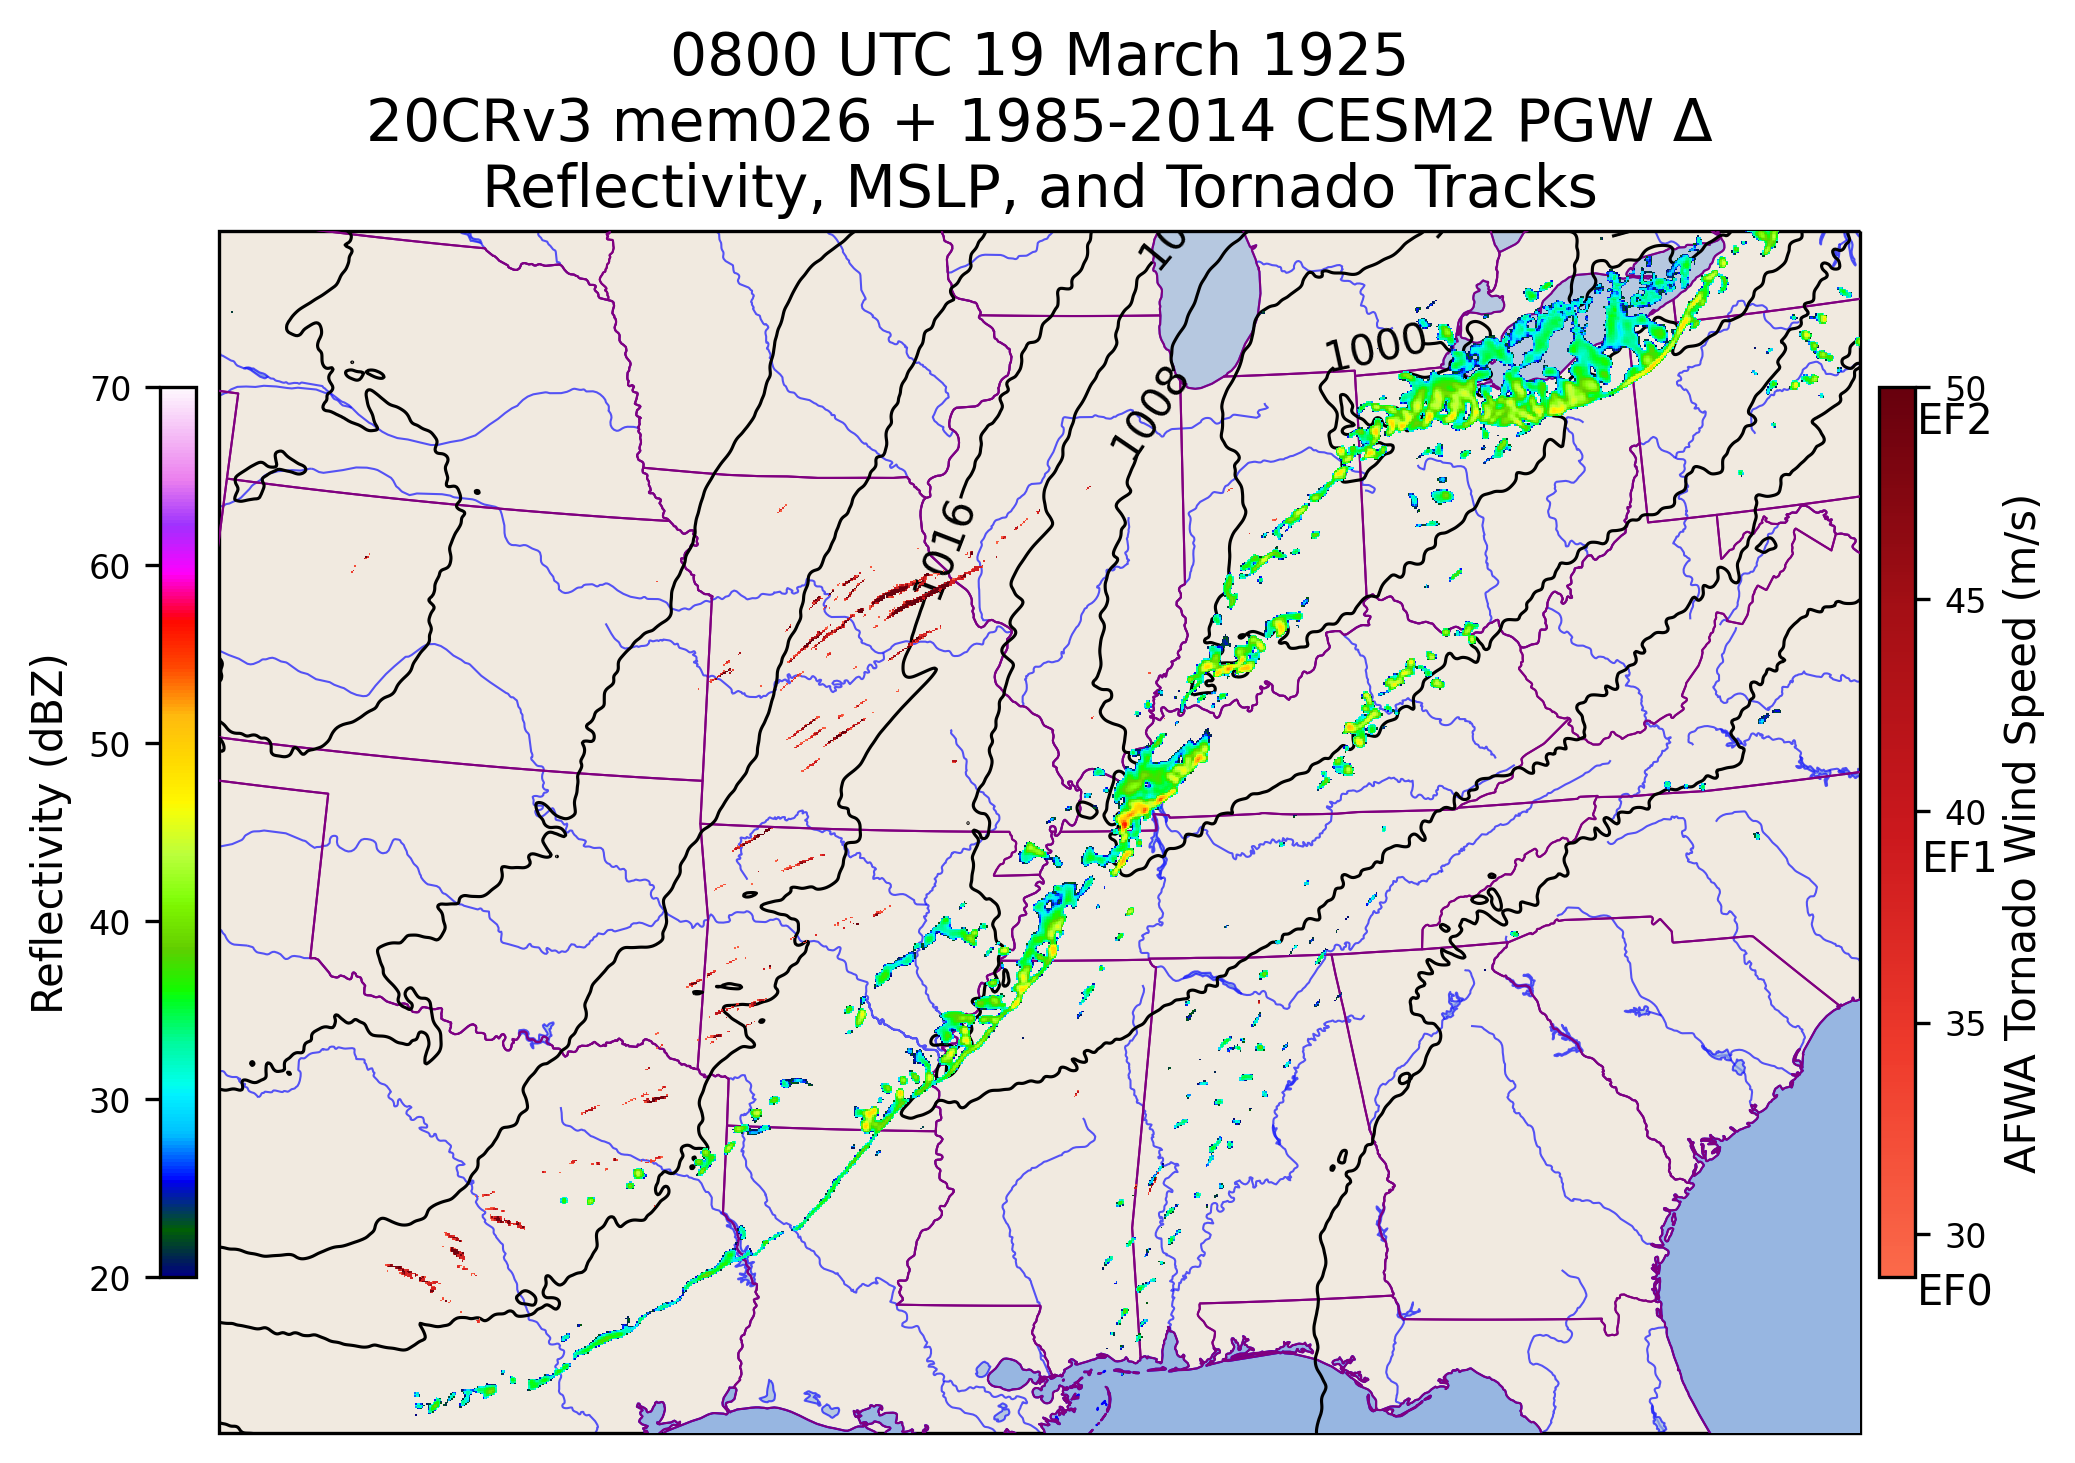 0800 UTC 19 March 1925
20CRv3 mem026 + 1985-2014 CESM2 PGW Δ
Reflectivity, MSLP, and Tornado Tracks
Reflectivity (dBZ)
70
60
50
40
30
20
10
1000
1008
1016
50
EF2
45
40
EF1
35
30
EF0
AFWA Tornado Wind Speed (m/s)